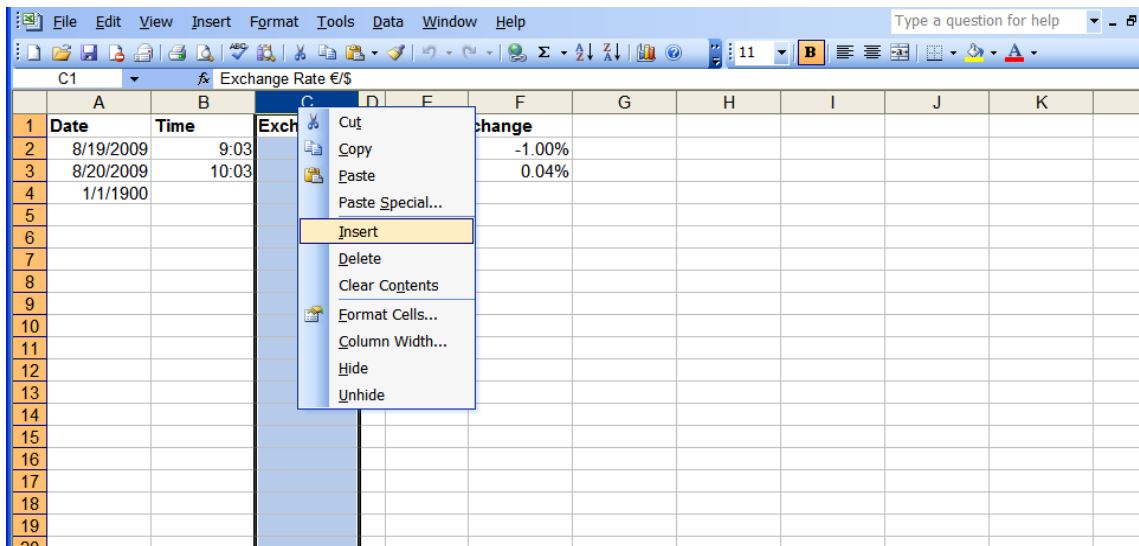 File Edit View Insert Format Tools Data Window Help Type a question for help
ABC Σ A Z Z A 11 B A
C1 fx Exchange Rate €/$
A B C D E F G H I J K
1 Date Time Exch change
2 8/19/2009 9:03 -1.00%
3 8/20/2009 10:03 0.04%
4 1/1/1900
5
6
7
8
9
10
11
12
13
14
15
16
17
18
19
20
Cut
Copy
Paste
Paste Special...
Insert
Delete
Clear Contents
Format Cells...
Column Width...
Hide
Unhide